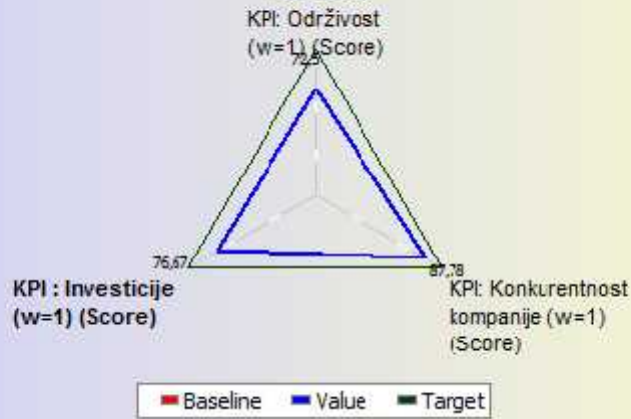 KPI: Održivost
(w=1) (Score)
72,5
76,67
87,78
KPI : Investicije
(w=1) (Score)
KPI: Konkurentnost
kompanije (w=1)
(Score)
Baseline Value Target